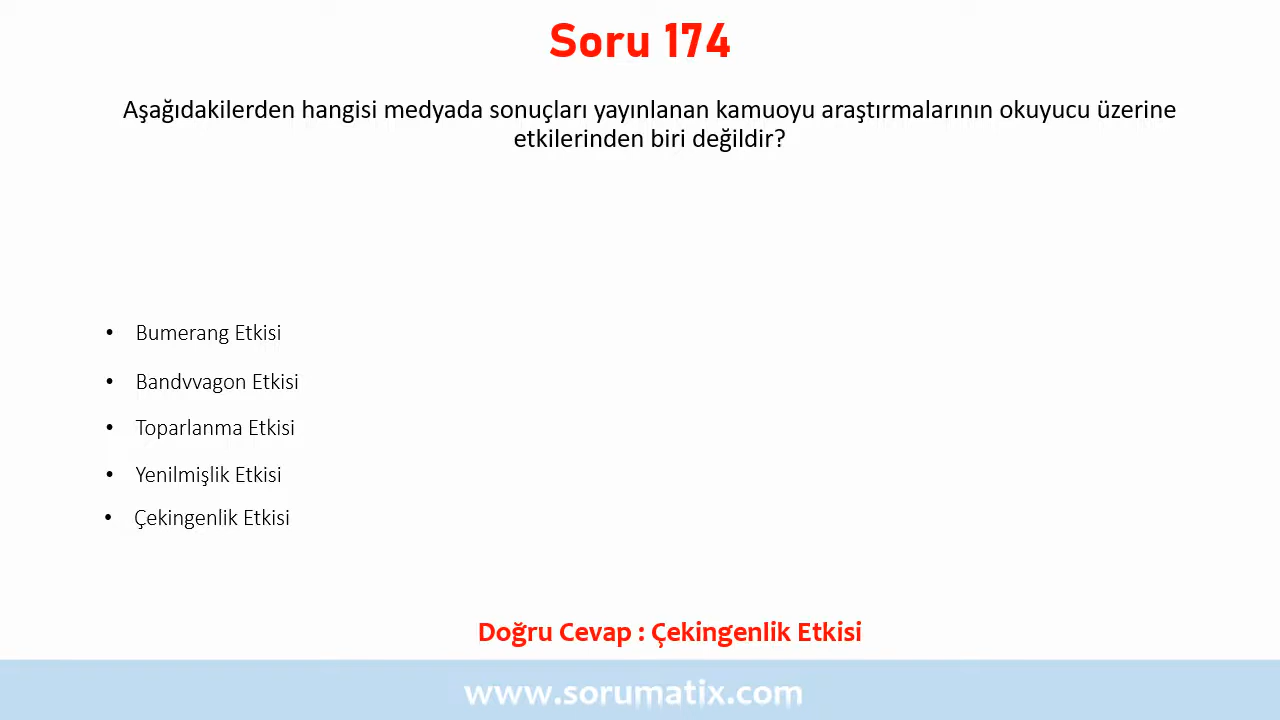 Soru 174
Aşağıdakilerden hangisi medyada sonuçları yayınlanan kamuoyu araştırmalarının okuyucu üzerine
etkilerinden biri değildir?
• Bumerang Etkisi
• Bandvvagon Etkisi
• Toparlanma Etkisi
• Yenilmişlik Etkisi
• Çekingenlik Etkisi
Doğru Cevap : Çekingenlik Etkisi
www.sorumatix.com